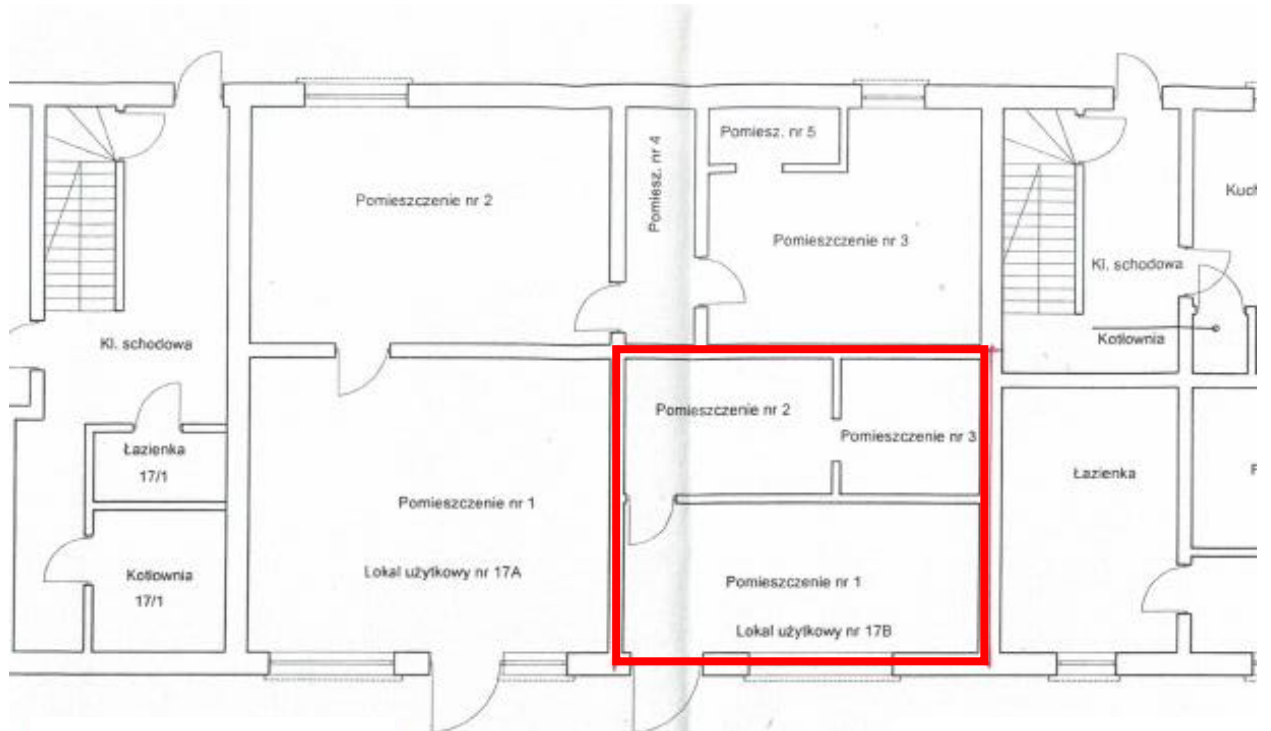 Pomiesz. nr 5
Pomiesz. nr 4
Pomieszczenie nr 2
Pomieszczenie nr 3
Kl. schodowa
Kl. schodowa
Kotłownia
Łazienka
17/1
Kotłownia
17/1
Pomieszczenie nr 1
Lokal użytkowy nr 17A
Pomieszczenie nr 2
Pomieszczenie nr 3
Pomieszczenie nr 1
Lokal użytkowy nr 17B
Łazienka